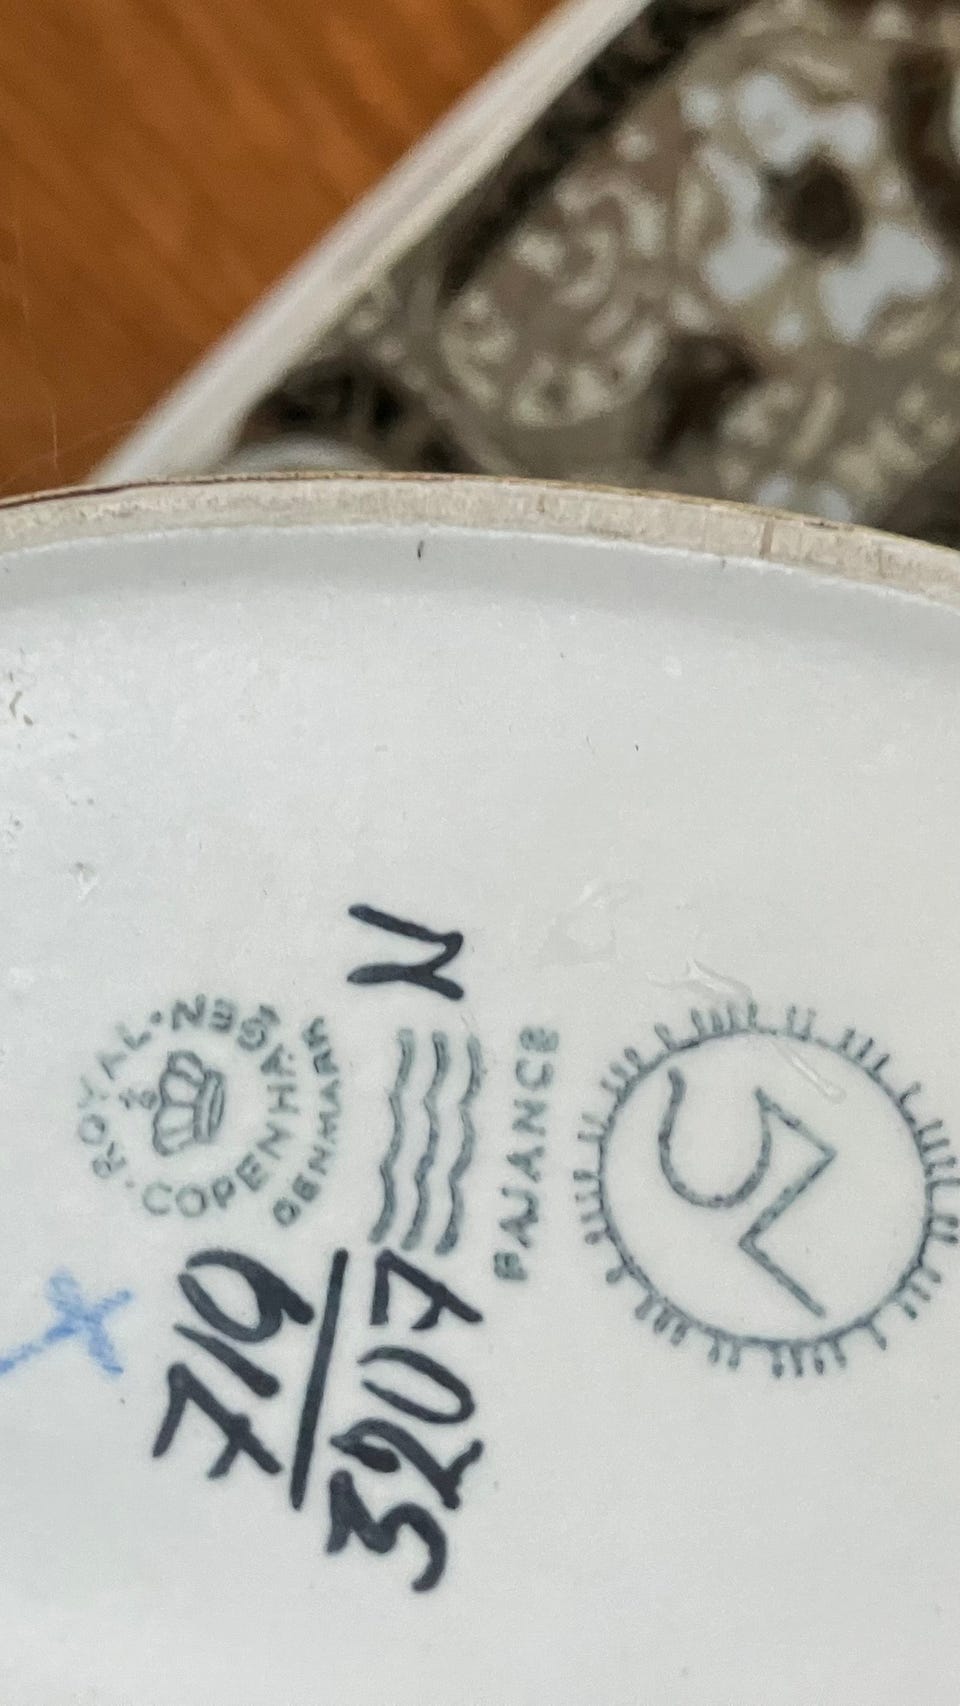 ROYAL·COPENHAGEN·
DENMARK
719
3207
N
FAJANCE